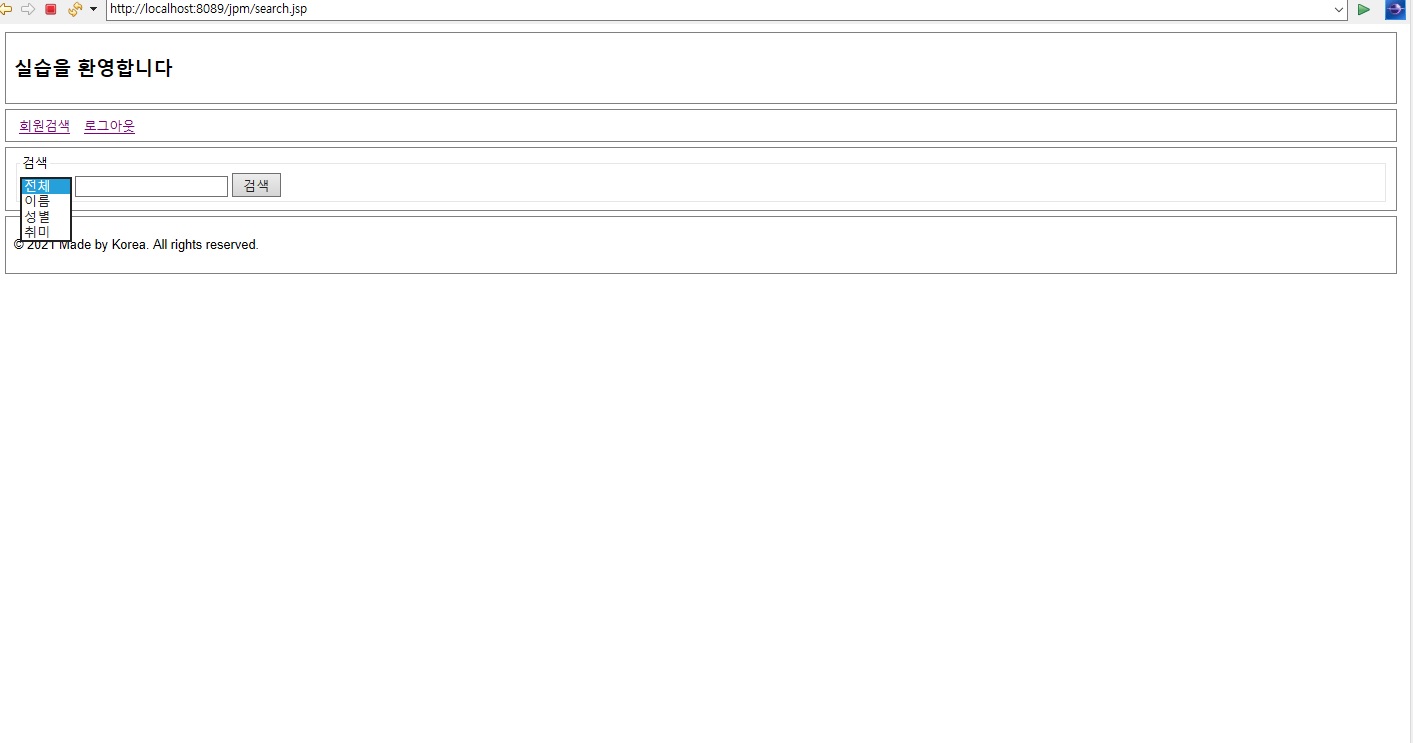 http://localhost:8089/jpm/search.jsp
실습을 환영합니다
회원검색 로그아웃
검색
전체 검색
이름
성별
취미
© 2021 Made by Korea. All rights reserved.